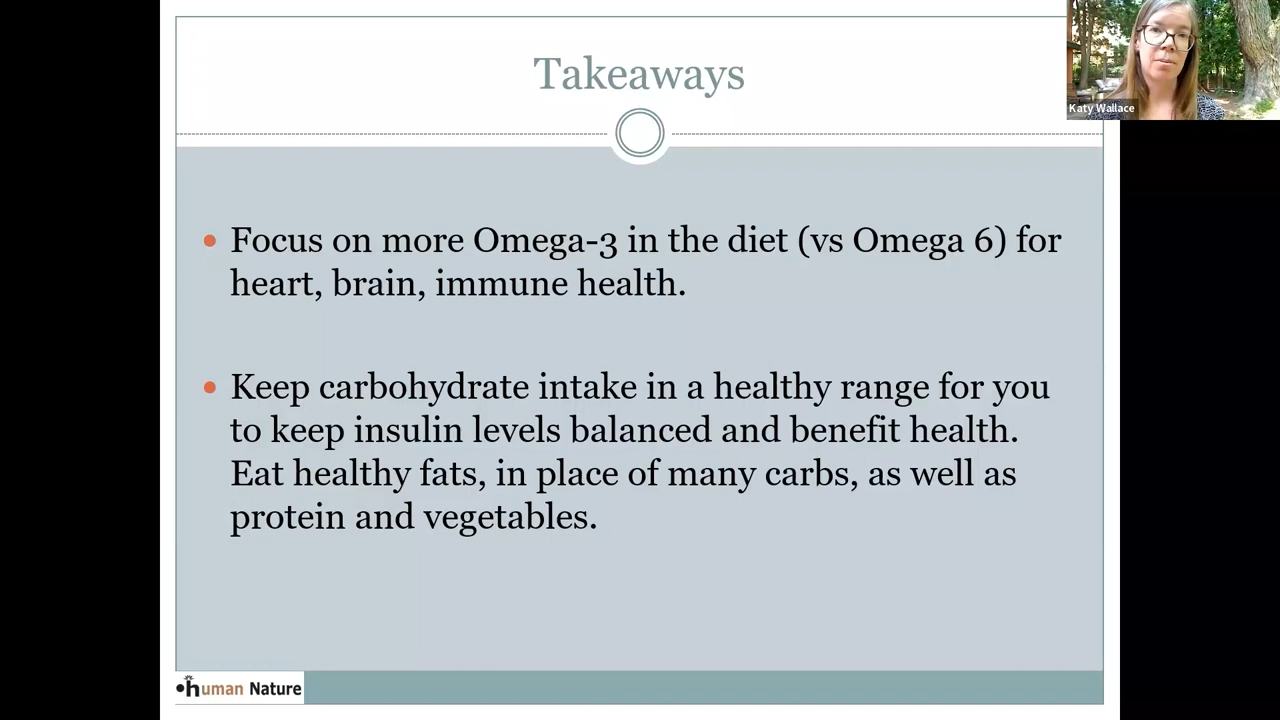 Takeaways
Katy Wallace
• Focus on more Omega-3 in the diet (vs Omega 6) for
heart, brain, immune health.
• Keep carbohydrate intake in a healthy range for you
to keep insulin levels balanced and benefit health.
Eat healthy fats, in place of many carbs, as well as
protein and vegetables.
human Nature